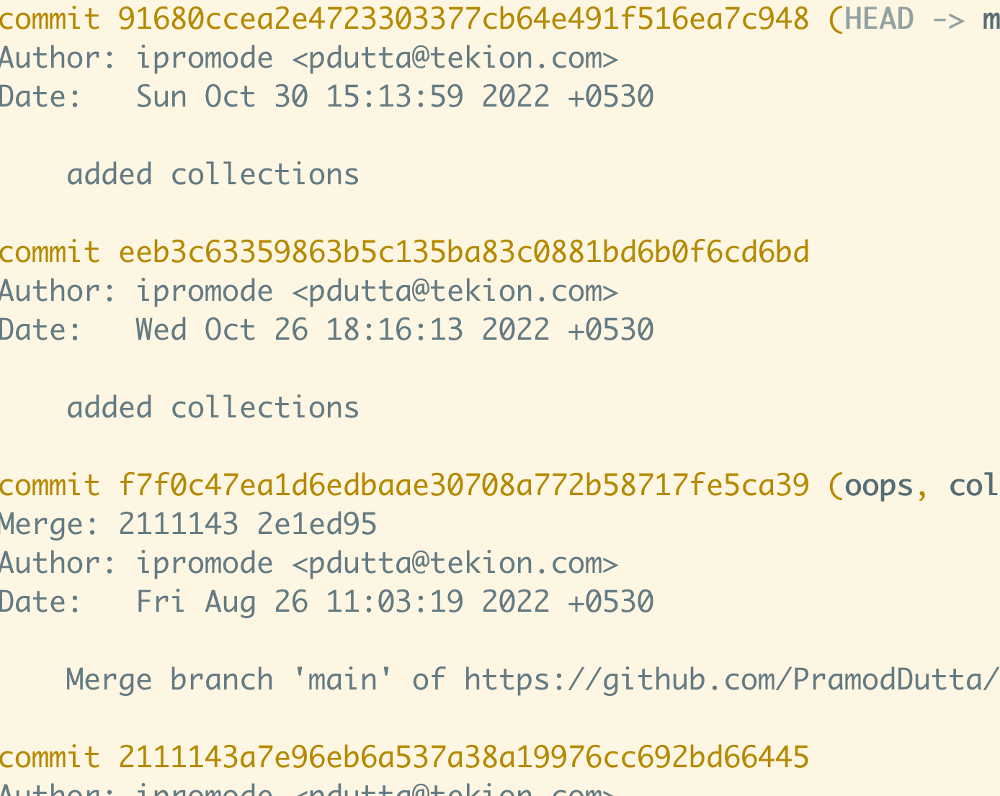 commit 91680ccea2e4723303377cb64e491f516ea7c948 (HEAD -> m
Author: ipromode <pdutta@tekion.com>
Date:   Sun Oct 30 15:13:59 2022 +0530
added collections
commit eeb3c63359863b5c135ba83c0881bd6b0f6cd6bd
Author: ipromode <pdutta@tekion.com>
Date:   Wed Oct 26 18:16:13 2022 +0530
added collections
commit f7f0c47ea1d6edbaae30708a772b58717fe5ca39 (oops, col
Merge: 2111143 2e1ed95
Author: ipromode <pdutta@tekion.com>
Date:   Fri Aug 26 11:03:19 2022 +0530
Merge branch 'main' of https://github.com/PramodDutta/
commit 2111143a7e96eb6a537a38a19976cc692bd66445
Author: ipromode <pdutta@tekion.com>